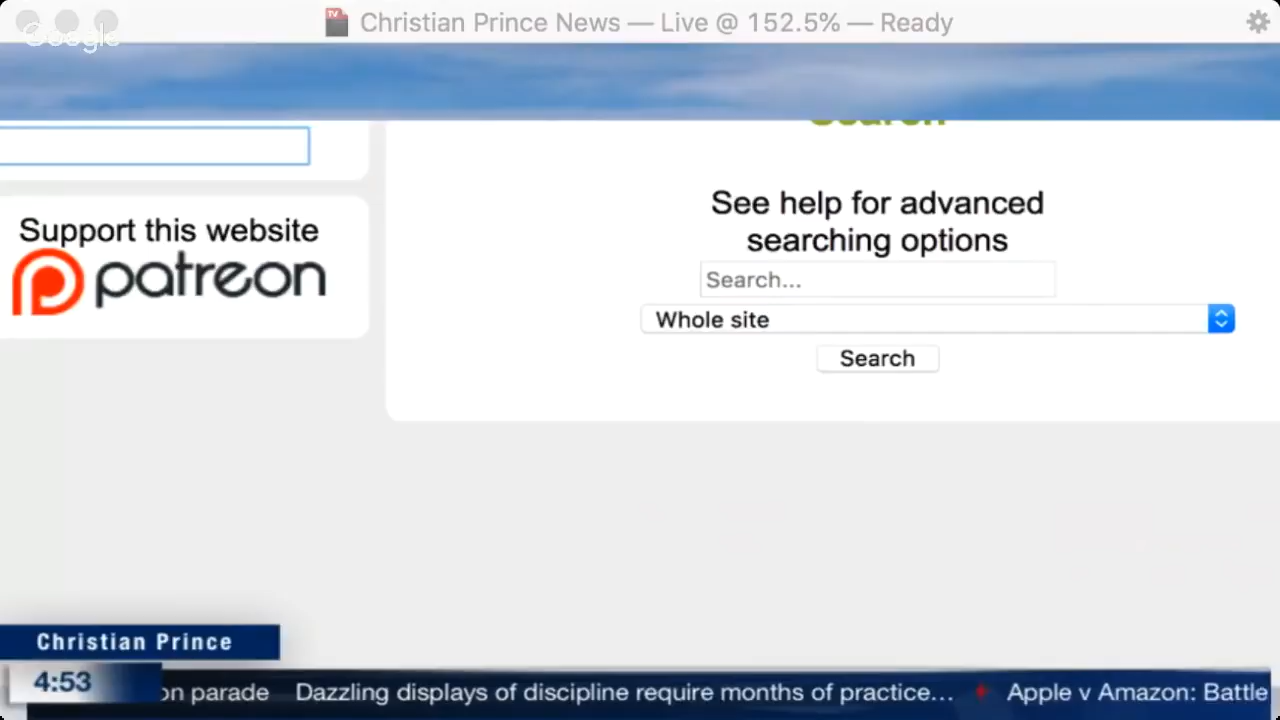 Christian Prince News — Live @ 152.5% — Ready
Google
Search
Support this website
patreon
See help for advanced
searching options
Search...
Whole site
Search
Christian Prince
4:53
on parade Dazzling displays of discipline require months of practice... Apple v Amazon: Battle